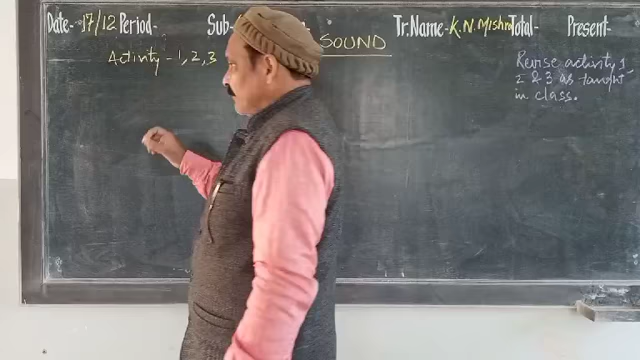 Date- 17/12 Period- Sub- Tr.Name- K.N.Mishra Total- Present-
SOUND
Activity - 1, 2, 3
Revise activity 1
2 & 3 as taught
in class.